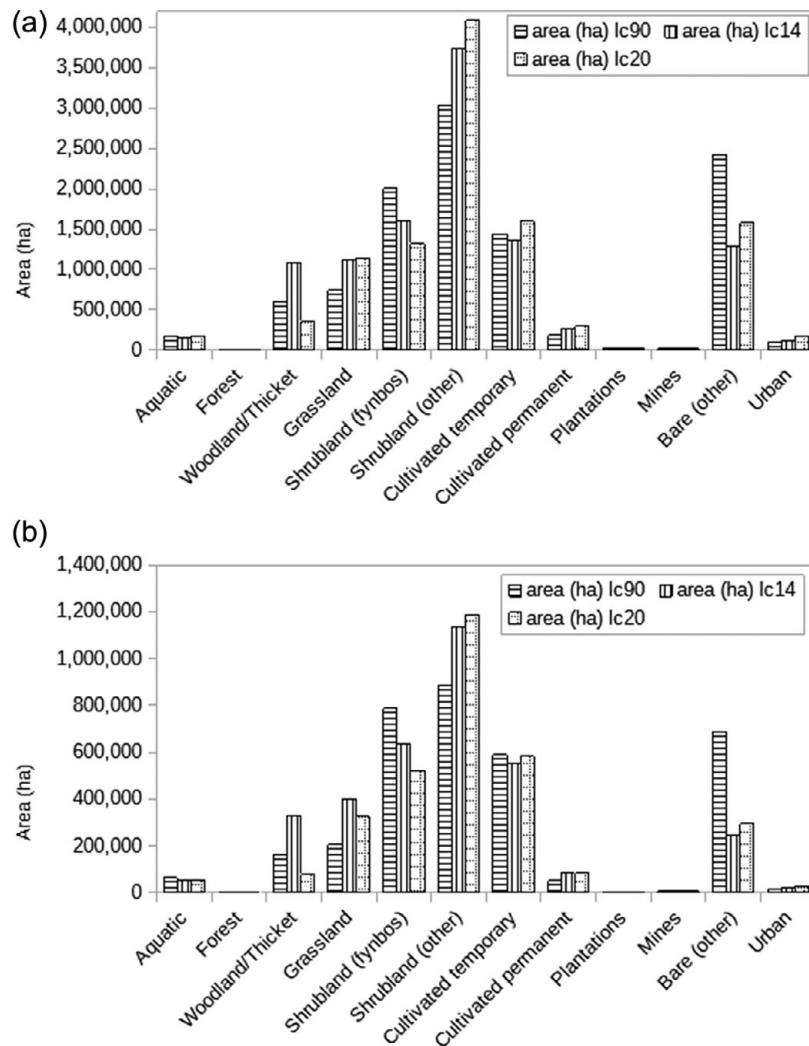 (a)
area (ha) lc90 area (ha) lc14
area (ha) lc20
4,000,000
3,500,000
3,000,000
2,500,000
2,000,000
1,500,000
1,000,000
500,000
0
Area (ha)
Aquatic
Forest
Woodland/Thicket
Grassland
Shrubland (fynbos)
Shrubland (other)
Cultivated temporary
Cultivated permanent
Plantations
Mines
Bare (other)
Urban
(b)
area (ha) lc90 area (ha) lc14
area (ha) lc20
1,400,000
1,200,000
1,000,000
800,000
600,000
400,000
200,000
0
Area (ha)
Aquatic
Forest
Woodland/Thicket
Grassland
Shrubland (fynbos)
Shrubland (other)
Cultivated temporary
Cultivated permanent
Plantations
Mines
Bare (other)
Urban